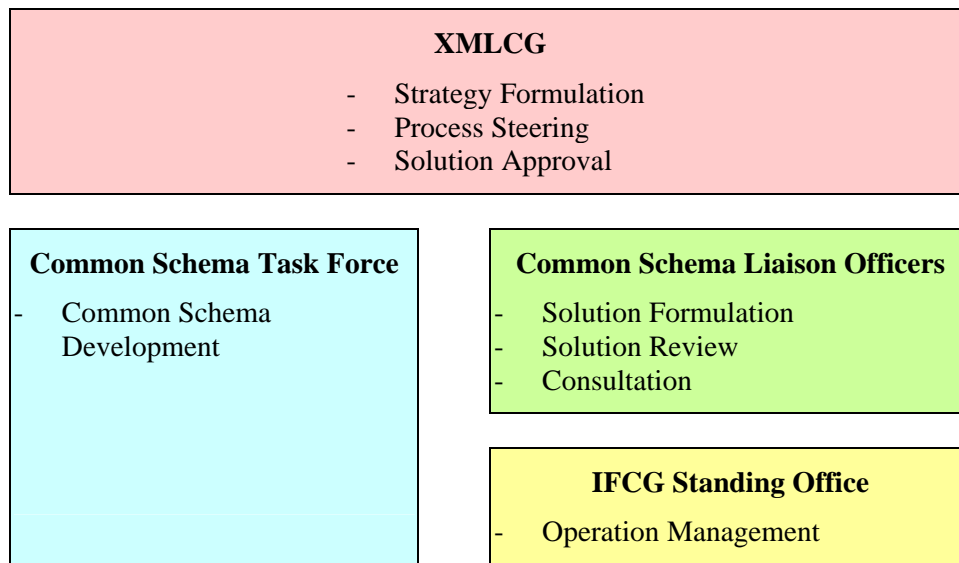 XMLCG
- Strategy Formulation
- Process Steering
- Solution Approval
Common Schema Task Force
- Common Schema
Development
Common Schema Liaison Officers
- Solution Formulation
- Solution Review
- Consultation
IFCG Standing Office
- Operation Management